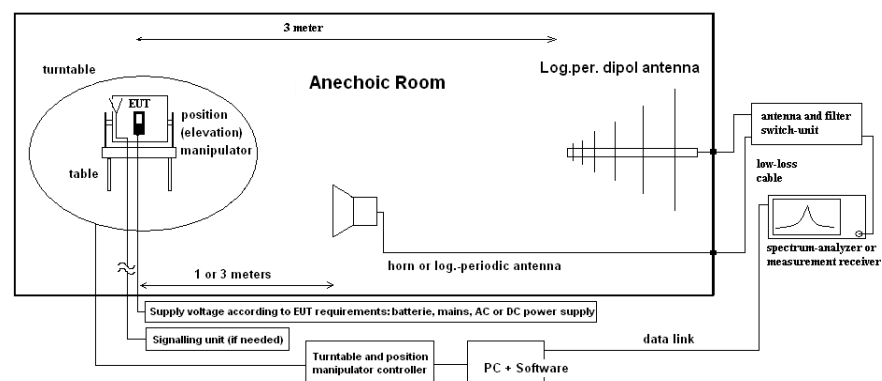 3 meter
turntable
Log.per. dipol antenna
Anechoic Room
EUT
position
(elevation)
manipulator
table
antenna and filter
switch-unit
low-loss
cable
spectrum-analyzer or
measurement receiver
horn or log.-periodic antenna
1 or 3 meters
Supply voltage according to EUT requirements: batterie, mains, AC or DC power supply
Signalling unit (if needed)
data link
Turntable and position
manipulator controller
PC + Software